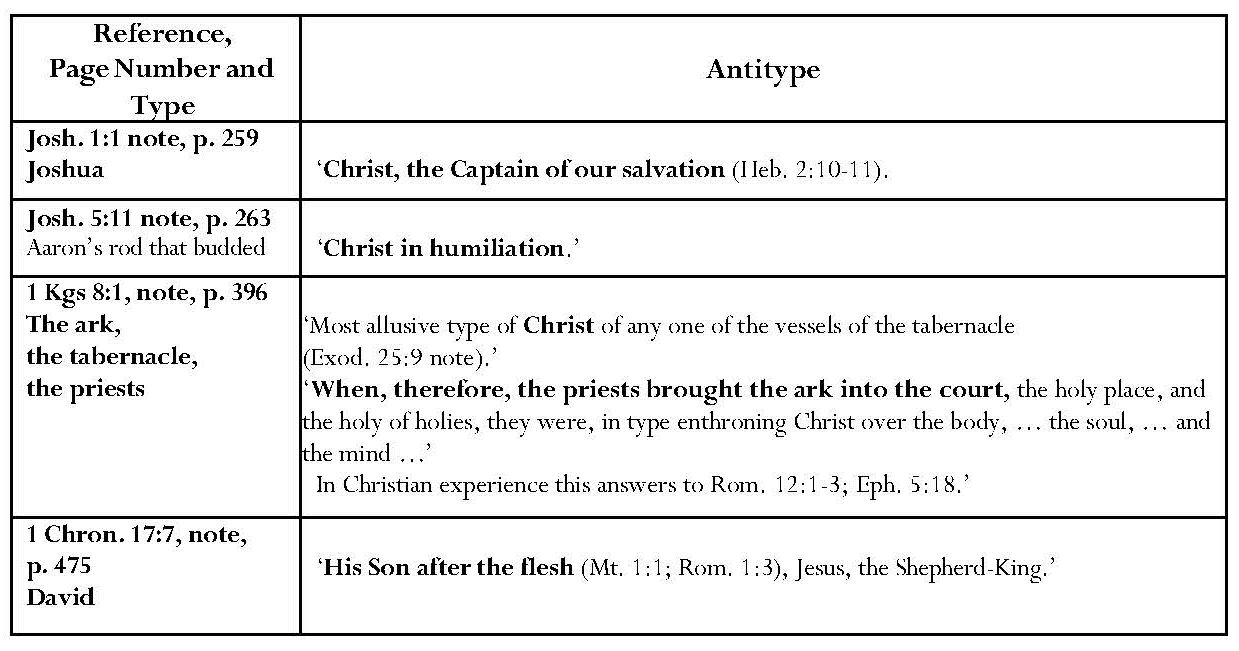 Reference,
Page Number and
Type
Antitype
Josh. 1:1 note, p. 259
Joshua
‘Christ, the Captain of our salvation (Heb. 2:10-11).
Josh. 5:11 note, p. 263
Aaron’s rod that budded
‘Christ in humiliation.’
1 Kgs 8:1, note, p. 396
The ark,
the tabernacle,
the priests
‘Most allusive type of Christ of any one of the vessels of the tabernacle
(Exod. 25:9 note).’
‘When, therefore, the priests brought the ark into the court, the holy place, and
the holy of holies, they were, in type enthroning Christ over the body, … the soul, … and
the mind …’
In Christian experience this answers to Rom. 12:1-3; Eph. 5:18.’
1 Chron. 17:7, note,
p. 475
David
‘His Son after the flesh (Mt. 1:1; Rom. 1:3), Jesus, the Shepherd-King.’